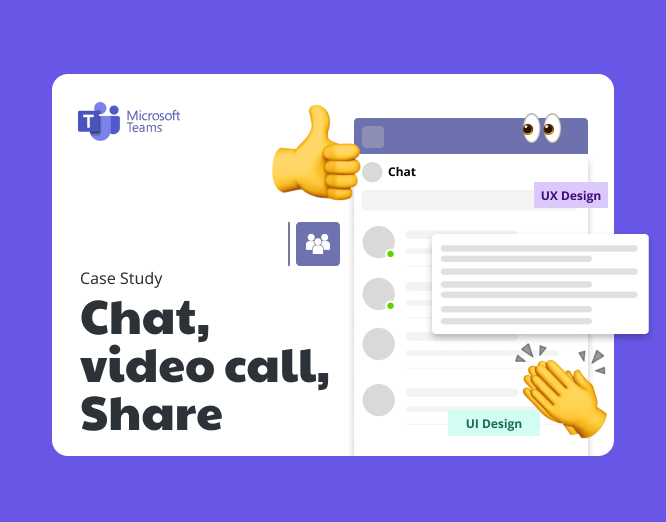 T
Microsoft
Teams
Chat
UX Design
Case Study
Chat,
video call,
Share
UI Design